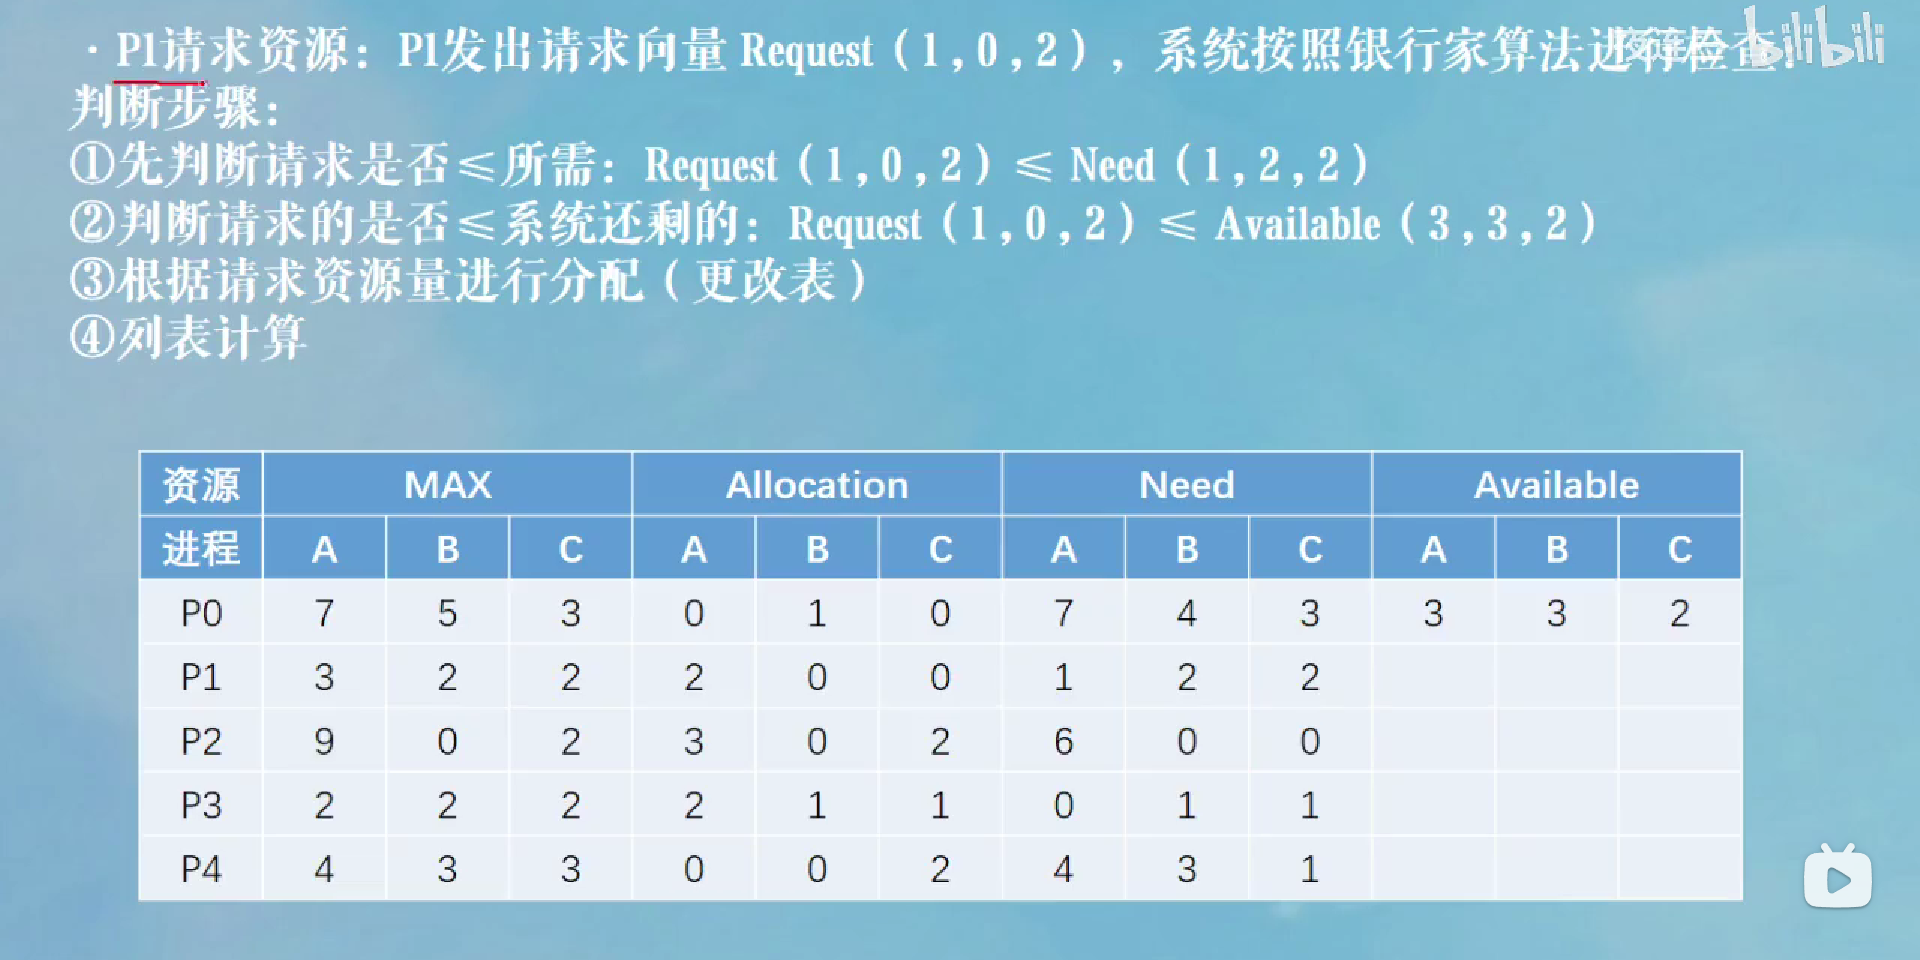 ·P1请求资源：P1发出请求向量Request（1,0,2），系统按照银行家算法进行检查：
bilibili
判断步骤：
①先判断请求是否≤所需：Request（1,0,2）≤ Need（1,2,2）
②判断请求的是否≤系统还剩的：Request（1,0,2）≤ Available（3,3,2）
③根据请求资源量进行分配（更改表）
④列表计算
资源 MAX Allocation Need Available
进程 A B C A B C A B C A B C
P0 7 5 3 0 1 0 7 4 3 3 3 2
P1 3 2 2 2 0 0 1 2 2
P2 9 0 2 3 0 2 6 0 0
P3 2 2 2 2 1 1 0 1 1
P4 4 3 3 0 0 2 4 3 1